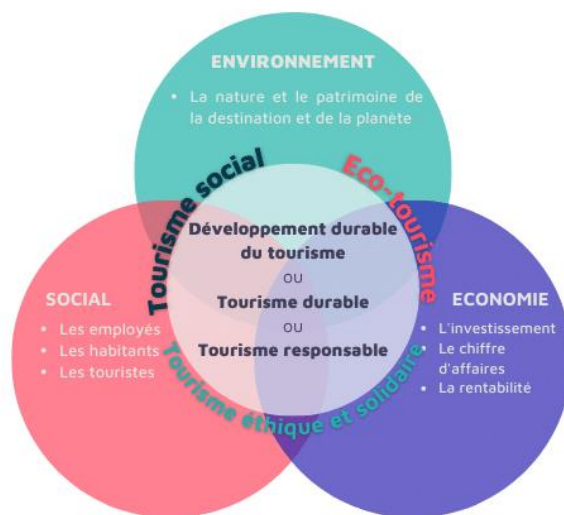 ENVIRONNEMENT
• La nature et le patrimoine de
la destination et de la planète
Tourisme social
Eco-tourisme
Développement durable
du tourisme
OU
Tourisme durable
OU
Tourisme responsable
SOCIAL
• Les employés
• Les habitants
• Les touristes
ECONOMIE
• L'investissement
• Le chiffre
d'affaires
• La rentabilité
Tourisme éthique et solidaire